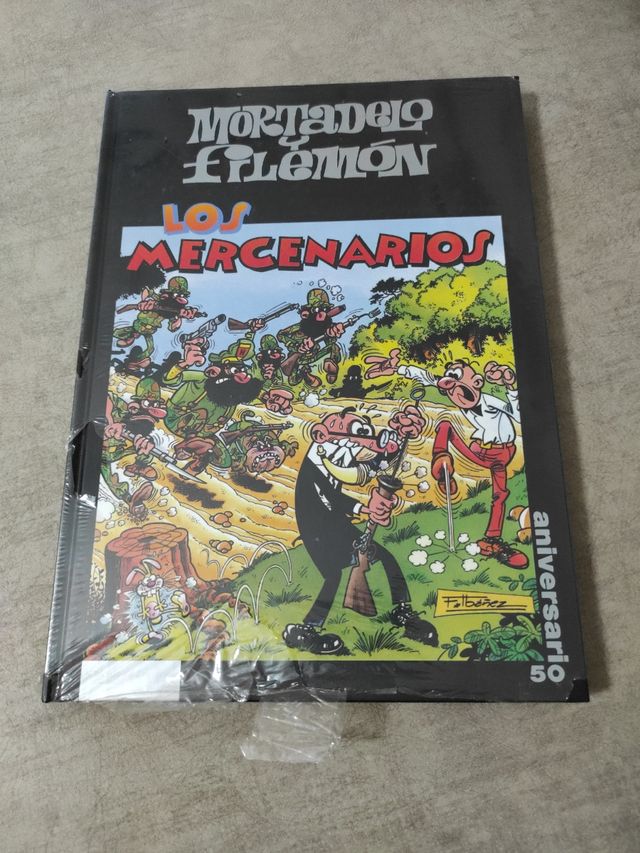 MORTADELO
Y
filemón
LOS
MERCENARIOS
F. Ibáñez
aniversario
50